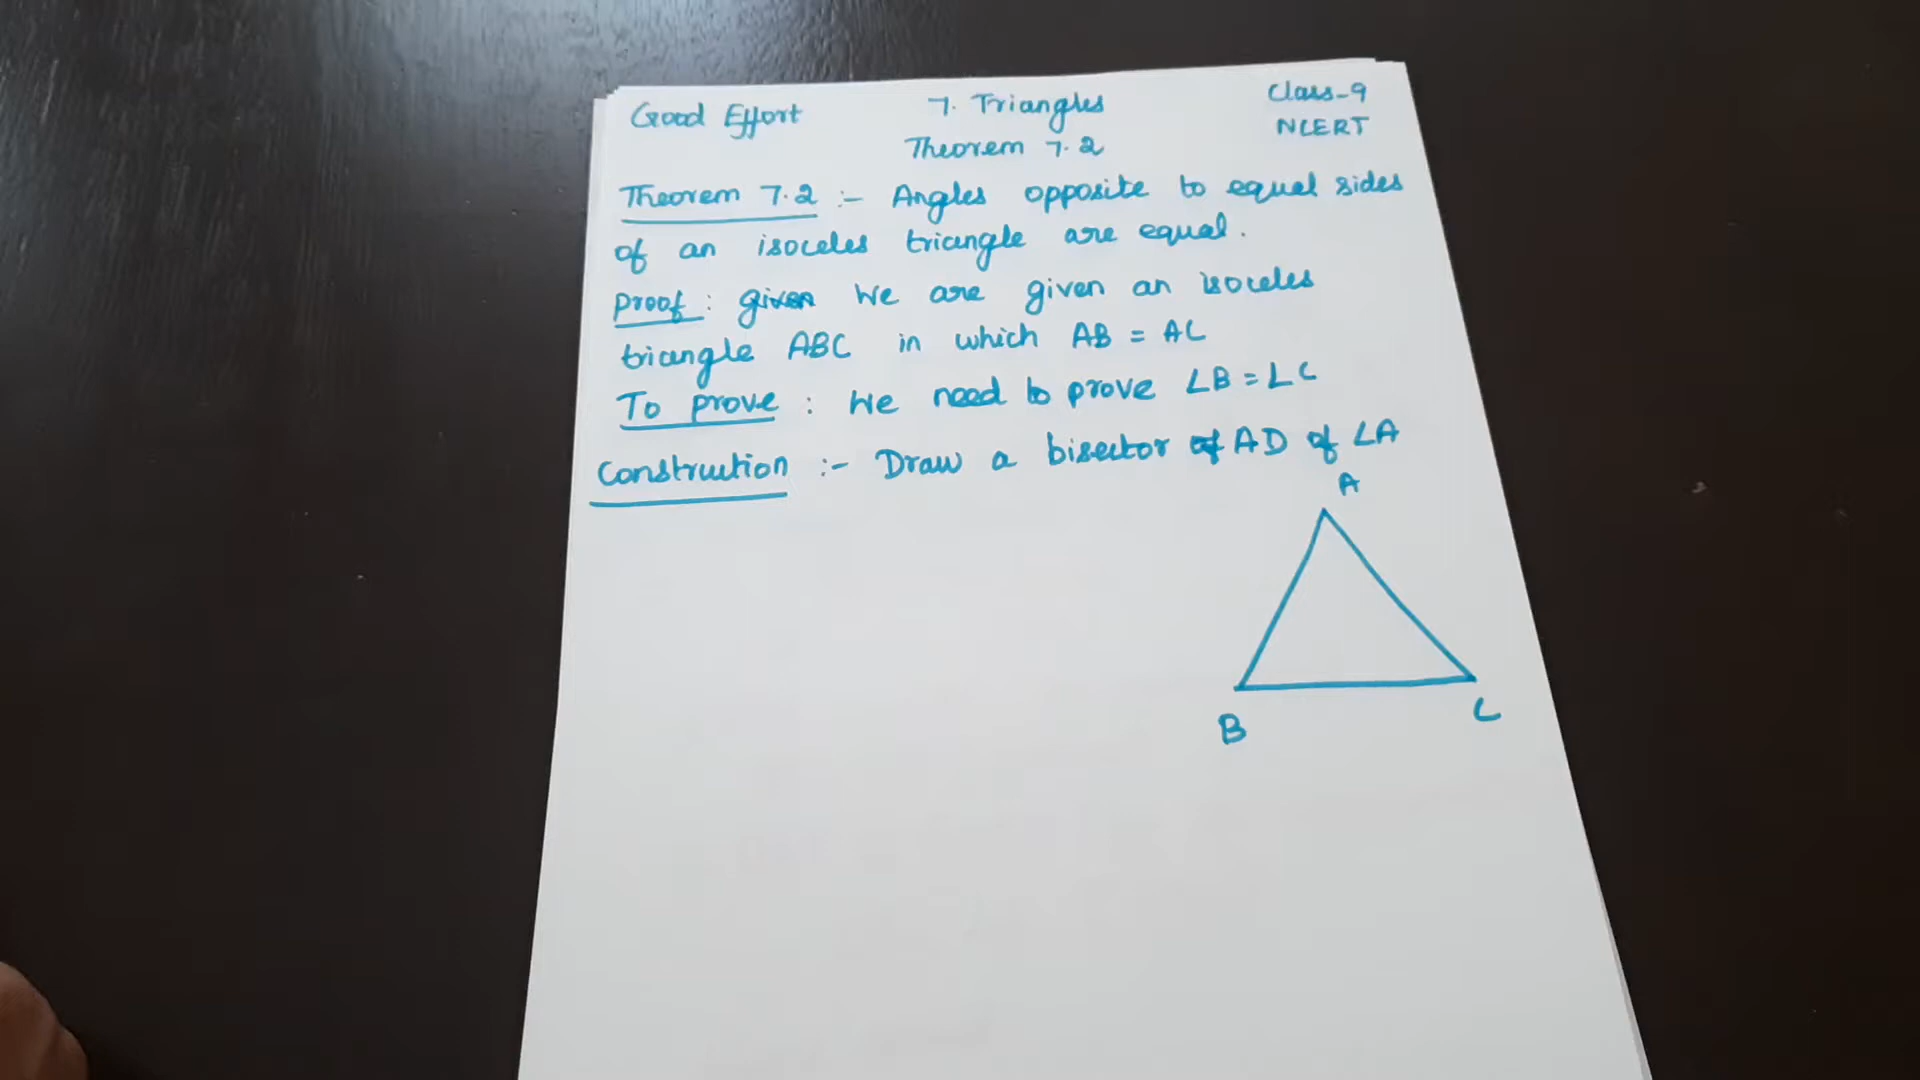 Good Effort
7. Triangles
Class-9
NCERT
Theorem 7.2
Theorem 7.2 :- Angles opposite to equal sides
of an isoceles triangle are equal.
Proof : given We are given an isoceles
triangle ABC in which AB = AC
To prove : We need to prove ∠B = ∠C
Construction :- Draw a bisector of AD of ∠A
A
B
C